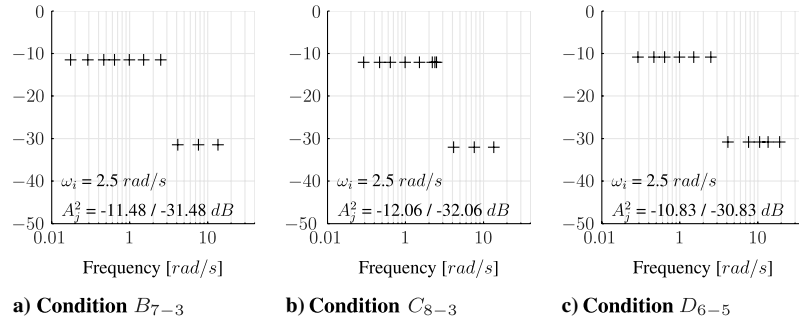 0
−10
−20
−30
−40
−50
0.01
1
10
ω_i = 2.5 rad/s
A_j^2 = -11.48 / -31.48 dB
Frequency [rad/s]
a) Condition B_{7−3}
0
−10
−20
−30
−40
−50
0.01
1
10
ω_i = 2.5 rad/s
A_j^2 = -12.06 / -32.06 dB
Frequency [rad/s]
b) Condition C_{8−3}
0
−10
−20
−30
−40
−50
0.01
1
10
ω_i = 2.5 rad/s
A_j^2 = -10.83 / -30.83 dB
Frequency [rad/s]
c) Condition D_{6−5}